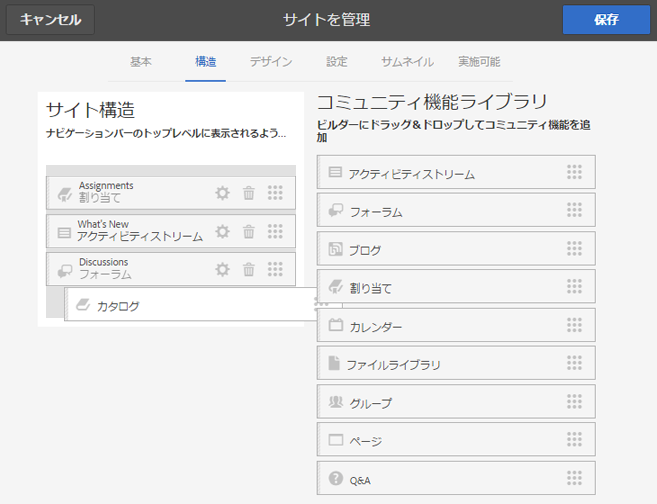 キャンセル
サイトを管理
保存
基本
構造
デザイン
設定
サムネイル
実施可能
サイト構造
ナビゲーションバーのトップレベルに表示されるよう...
Assignments
割り当て
What's New
アクティビティストリーム
Discussions
フォーラム
カタログ
コミュニティ機能ライブラリ
ビルダーにドラッグ＆ドロップしてコミュニティ機能を追
加
アクティビティストリーム
フォーラム
ブログ
割り当て
カレンダー
ファイルライブラリ
グループ
ページ
Q&A